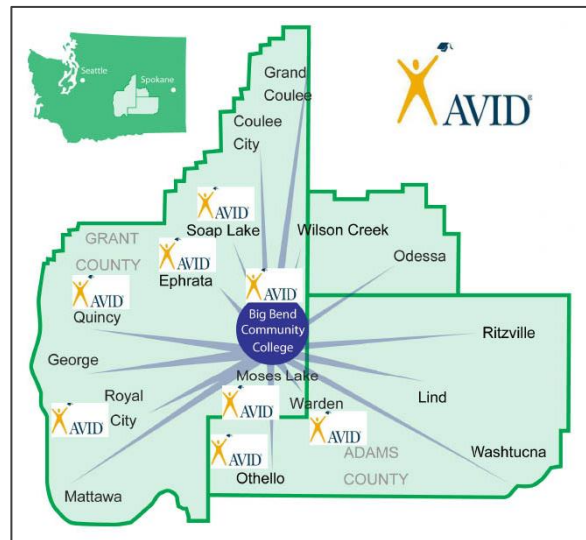 Seattle
Spokane
Grand
Coulee
AVID®
Coulee
City
AVID
Soap Lake
Wilson Creek
GRANT
COUNTY
AVID
Ephrata
Odessa
AVID
Quincy
AVID
Big Bend
Community
College
Ritzville
George
Moses Lake
Royal
City
AVID
AVID
Warden
AVID
Lind
AVID
Othello
ADAMS
COUNTY
Washtucna
Mattawa